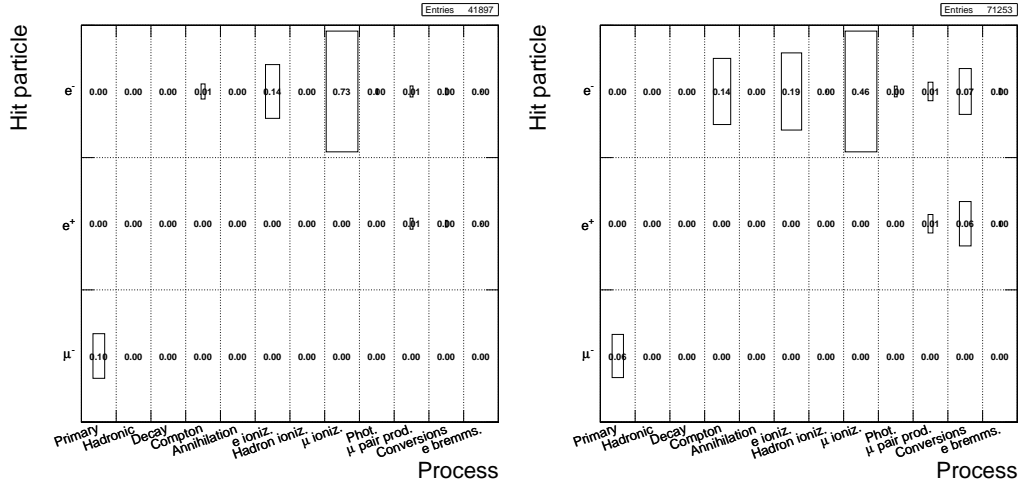 Entries 41897
Hit particle
e-
0.00 0.00 0.00 0.01 0.00 0.14 0.00 0.73 0.00 0.01 0.00 0.00
e+
0.00 0.00 0.00 0.00 0.00 0.00 0.00 0.00 0.00 0.01 0.00 0.00
μ-
0.10 0.00 0.00 0.00 0.00 0.00 0.00 0.00 0.00 0.00 0.00 0.00
Primary Hadronic Decay Compton Annihilation e ioniz. Hadron ioniz. μ ioniz. Phot. μ pair prod. Conversions e bremms.
Process
Entries 71253
Hit particle
e-
0.00 0.00 0.00 0.14 0.00 0.19 0.00 0.46 0.00 0.01 0.07 0.00
e+
0.00 0.00 0.00 0.00 0.00 0.00 0.00 0.00 0.00 0.01 0.06 0.00
μ-
0.06 0.00 0.00 0.00 0.00 0.00 0.00 0.00 0.00 0.00 0.00 0.00
Primary Hadronic Decay Compton Annihilation e ioniz. Hadron ioniz. μ ioniz. Phot. μ pair prod. Conversions e bremms.
Process